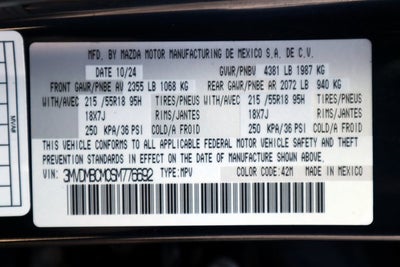 MFD. BY MAZDA MOTOR MANUFACTURING DE MEXICO S.A. DE C.V.
DATE 10/24 GVWR/PNBV 4381 LB 1987 KG
FRONT GAWR/PNBE AV 2355 LB 1068 KG REAR GAWR/PNBE AR 2072 LB 940 KG
WITH/AVEC 215 /55R18 95H TIRES/PNEUS WITH/AVEC 215 /55R18 95H TIRES/PNEUS
18X7J RIMS/JANTES 18X7J RIMS/JANTES
250 KPA/36 PSI COLD/FROID 250 KPA/36 PSI COLD/FROID
THIS VEHICLE CONFORMS TO ALL APPLICABLE FEDERAL MOTOR VEHICLE SAFETY AND THEFT
PREVENTION STANDARDS IN EFFECT ON THE DATE OF MANUFACTURE SHOWN ABOVE.
VIN: 3MVDMBCM0SM776692 TYPE:MPV COLOR CODE:42M MADE IN MEXICO